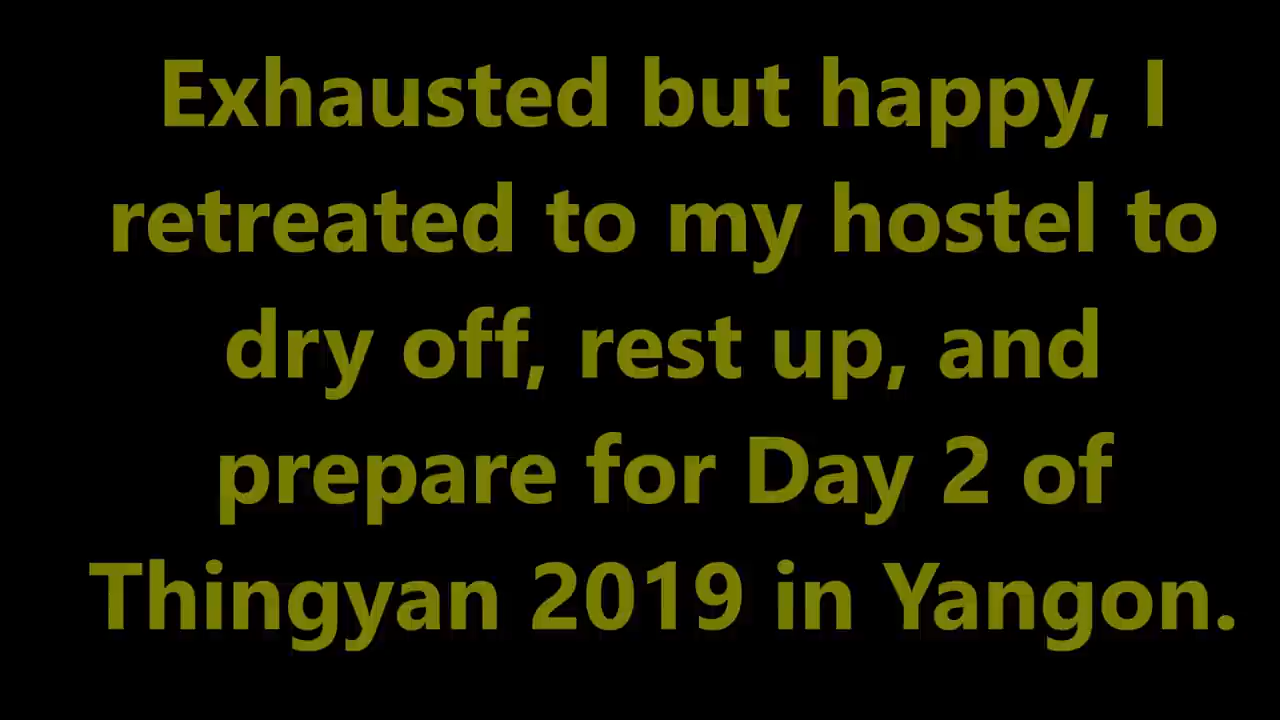 Exhausted but happy, I
retreated to my hostel to
dry off, rest up, and
prepare for Day 2 of
Thingyan 2019 in Yangon.